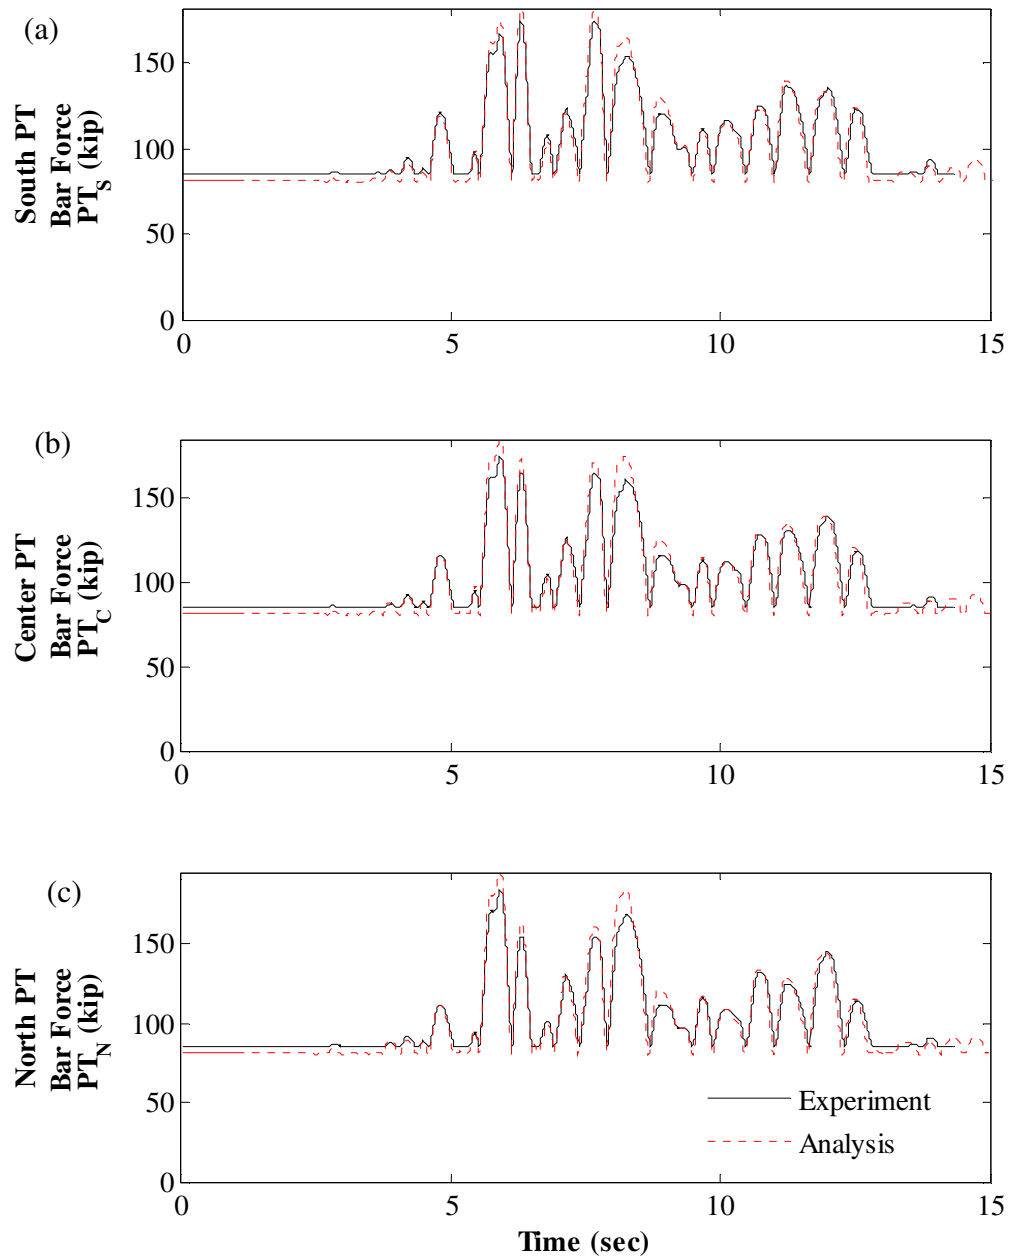 (a)
South PT
Bar Force
PT_S (kip)
150
100
50
0
0 5 10 15
(b)
Center PT
Bar Force
PT_C (kip)
150
100
50
0
0 5 10 15
(c)
North PT
Bar Force
PT_N (kip)
150
100
50
0
Experiment
Analysis
0 5 10 15
Time (sec)